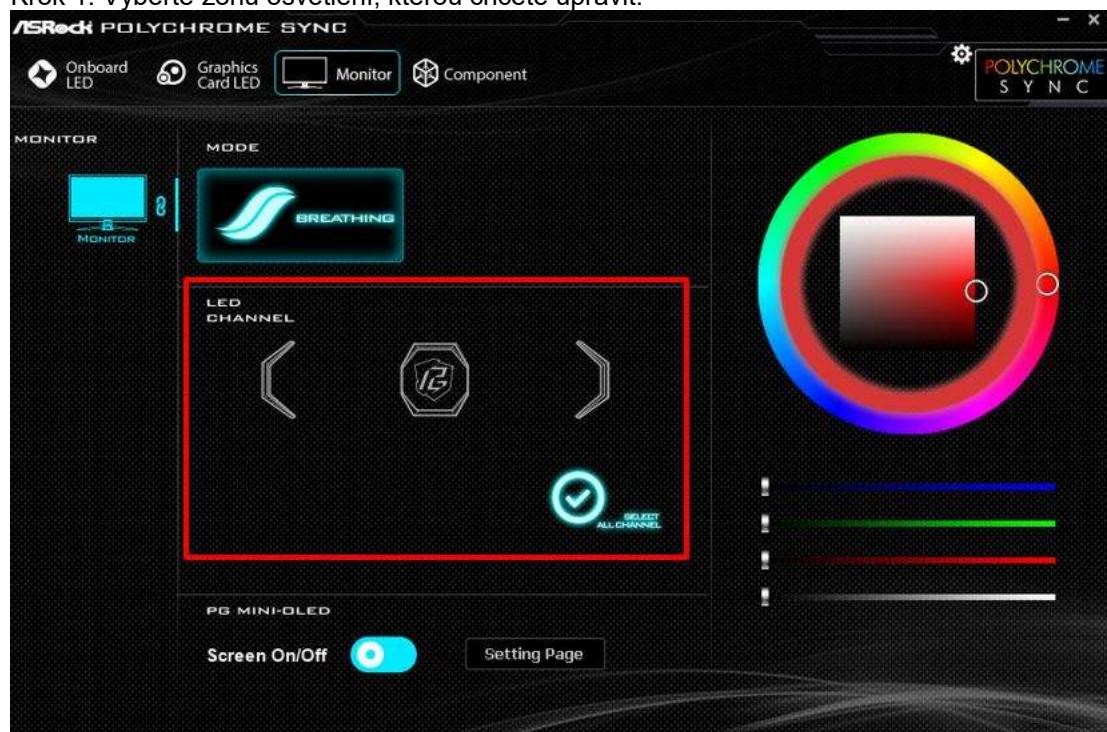 Krok 1. Vyberte zónu osvětlení, kterou chcete upravit.
ASRock POLYCHROME SYNC
Onboard LED
Graphics Card LED
Monitor
Component
POLYCHROME
SYNC
MONITOR
MONITOR
MODE
BREATHING
LED
CHANNEL
SELECT
ALL CHANNEL
PG MINI-OLED
Screen On/Off
Setting Page